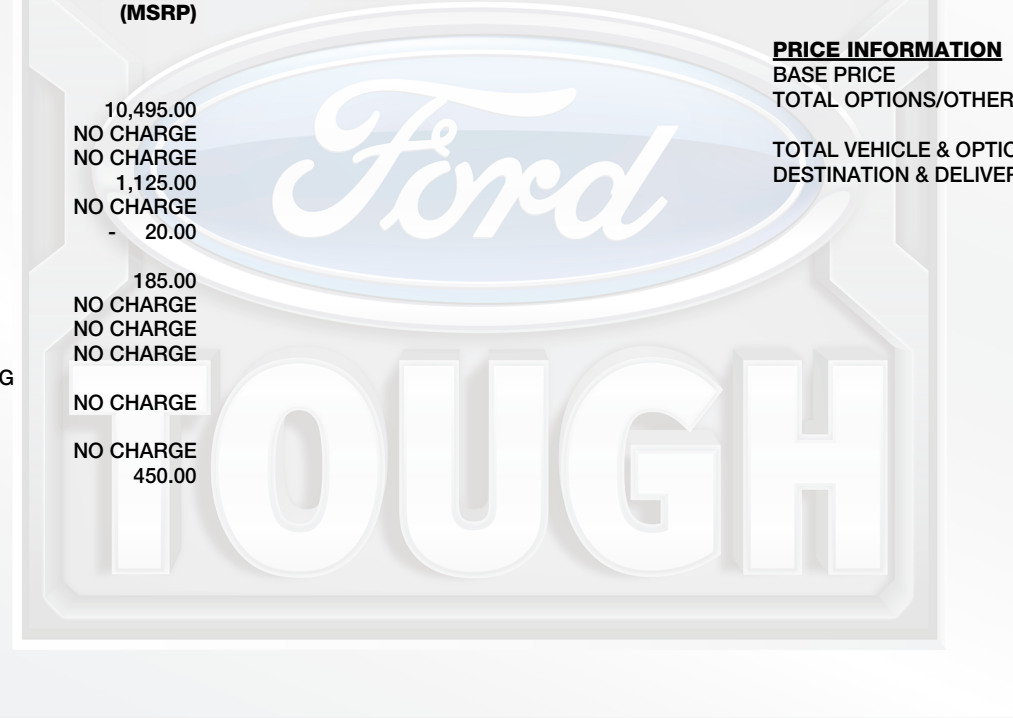 (MSRP)
10,495.00
NO CHARGE
NO CHARGE
1,125.00
NO CHARGE
- 20.00
185.00
NO CHARGE
NO CHARGE
NO CHARGE
G
NO CHARGE
NO CHARGE
450.00
PRICE INFORMATION
BASE PRICE
TOTAL OPTIONS/OTHER
TOTAL VEHICLE & OPTIO
DESTINATION & DELIVER
Ford
TOUGH